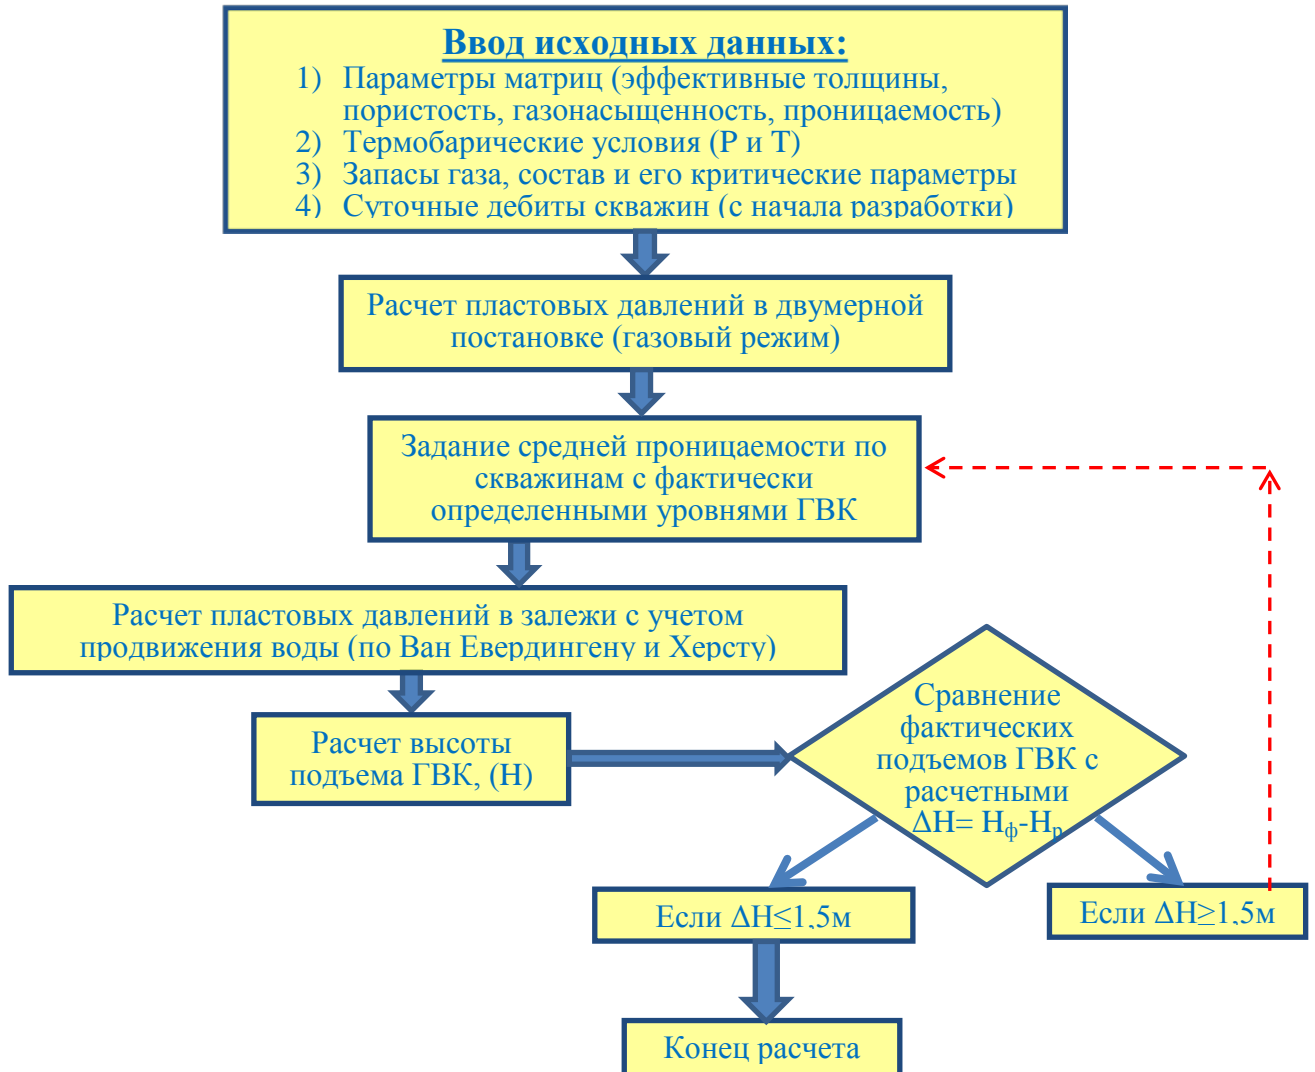 Ввод исходных данных:
1) Параметры матриц (эффективные толщины,
пористость, газонасыщенность, проницаемость)
2) Термобарические условия (Р и Т)
3) Запасы газа, состав и его критические параметры
4) Суточные дебиты скважин (с начала разработки)
Расчет пластовых давлений в двумерной
постановке (газовый режим)
Задание средней проницаемости по
скважинам с фактически
определенными уровнями ГВК
Расчет пластовых давлений в залежи с учетом
продвижения воды (по Ван Евердингену и Херсту)
Расчет высоты
подъема ГВК, (Н)
Сравнение
фактических
подъемов ГВК с
расчетными
ΔН= Нф-Нр
Если ΔН≤1,5м
Если ΔН≥1,5м
Конец расчета